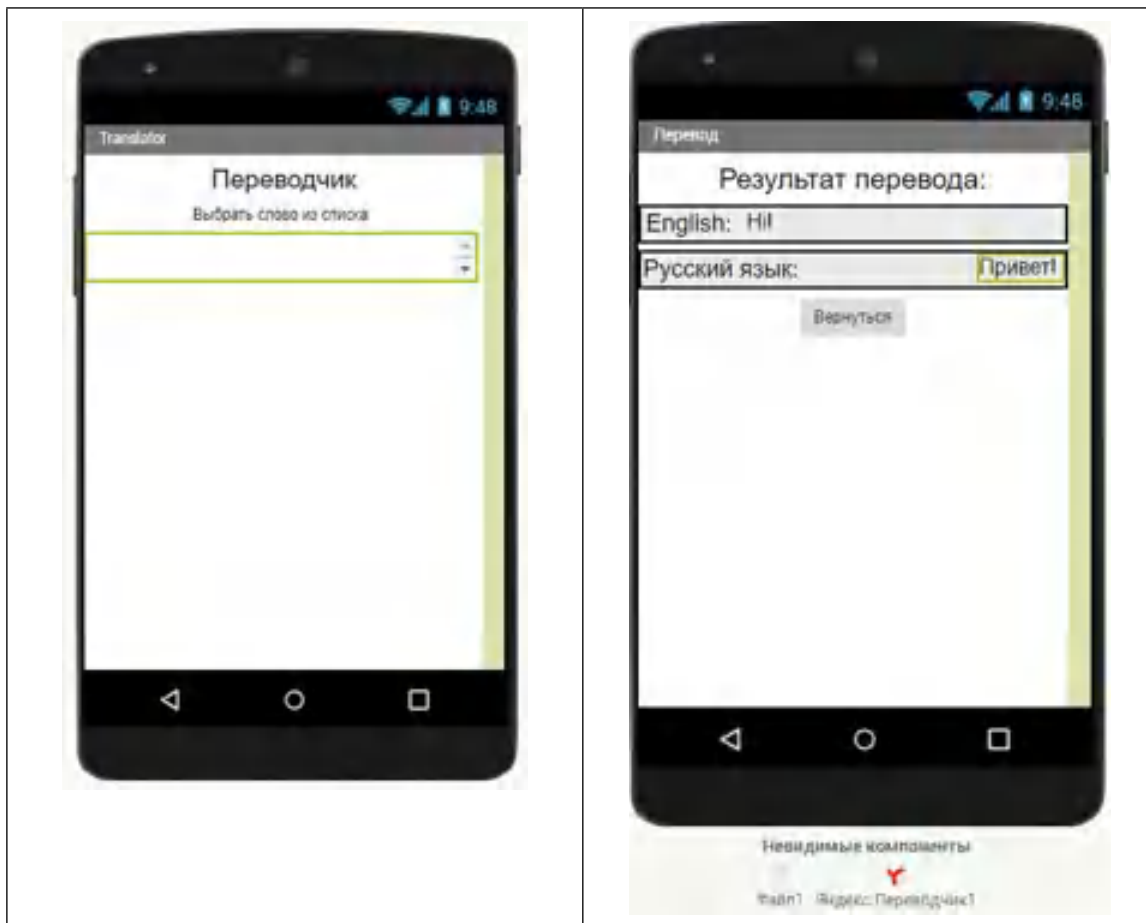 9:48
Translator
Переводчик
Выбрать слово из списка
9:48
Перевод
Результат перевода:
English: Hi!
Русский язык: Привет!
Вернуться
Невидимые компоненты
Файл1 Яндекс.Переводчик1